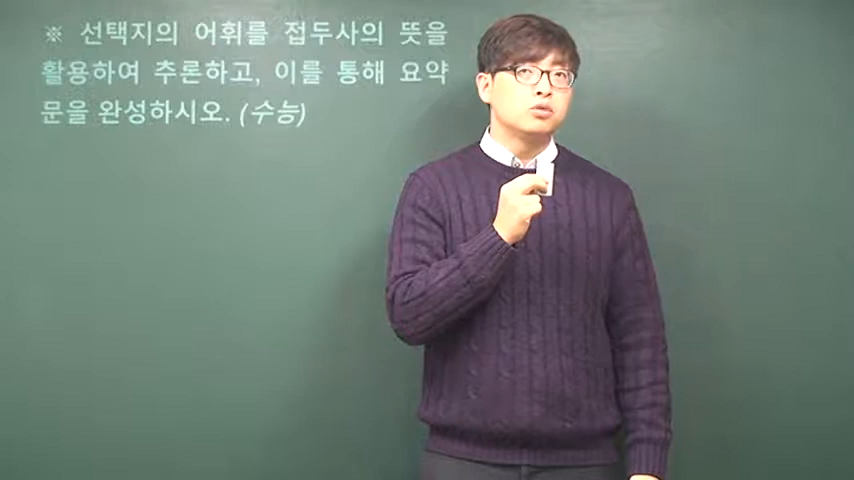 ※ 선택지의 어휘를 접두사의 뜻을
활용하여 추론하고, 이를 통해 요약
문을 완성하시오. (수능)